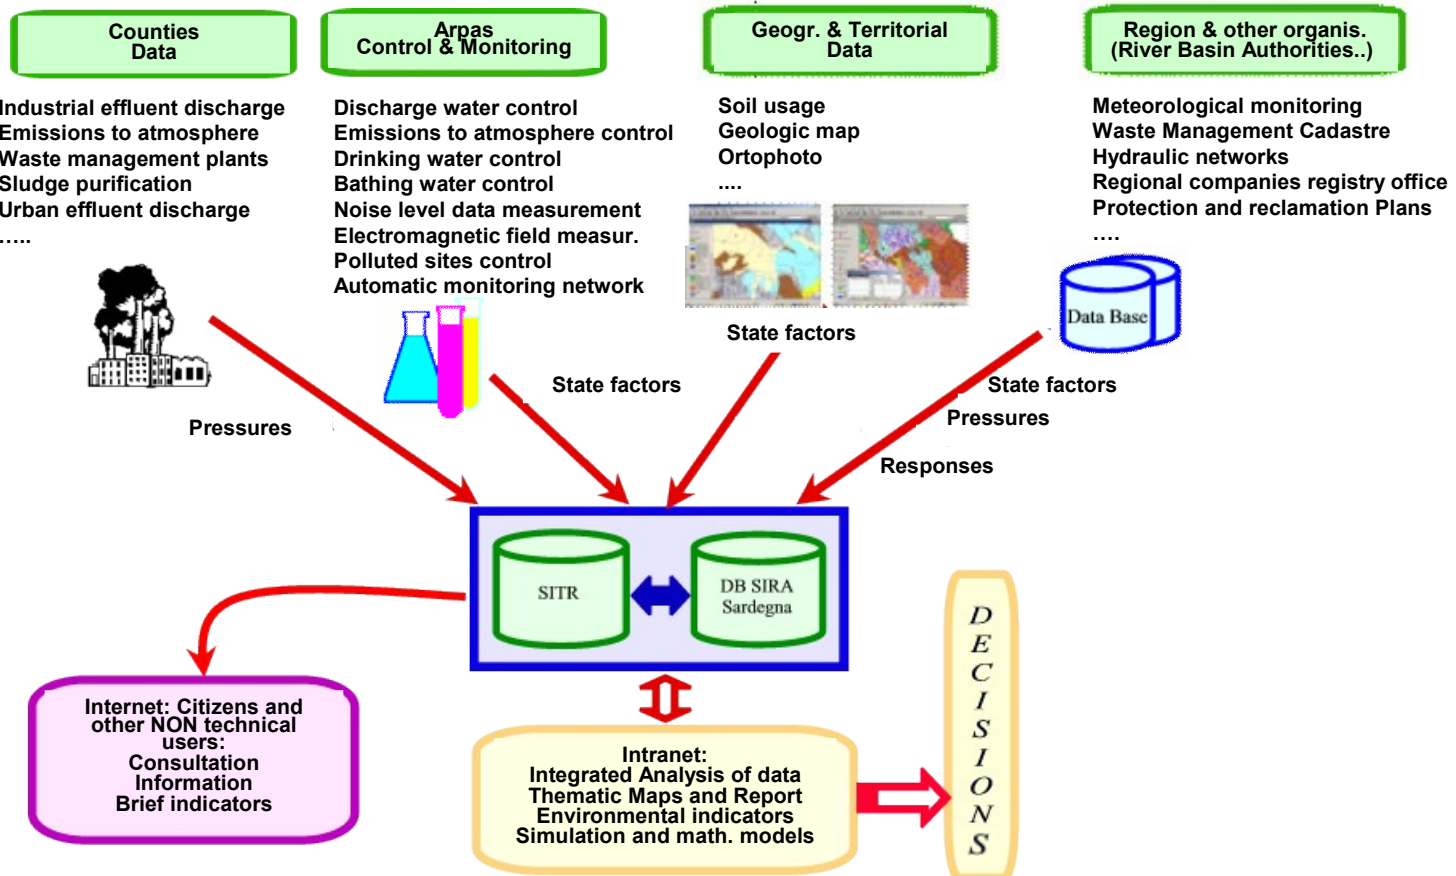 Counties
Data
Arpas
Control & Monitoring
Geogr. & Territorial
Data
Region & other organis.
(River Basin Authorities..)
Industrial effluent discharge
Emissions to atmosphere
Waste management plants
Sludge purification
Urban effluent discharge
…..
Discharge water control
Emissions to atmosphere control
Drinking water control
Bathing water control
Noise level data measurement
Electromagnetic field measur.
Polluted sites control
Automatic monitoring network
Soil usage
Geologic map
Ortophoto
....
Meteorological monitoring
Waste Management Cadastre
Hydraulic networks
Regional companies registry office
Protection and reclamation Plans
….
Data Base
State factors
State factors
State factors
Pressures
Pressures
Responses
SITR
DB SIRA
Sardegna
Internet: Citizens and
other NON technical
users:
Consultation
Information
Brief indicators
Intranet:
Integrated Analysis of data
Thematic Maps and Report
Environmental indicators
Simulation and math. models
DECISIONS